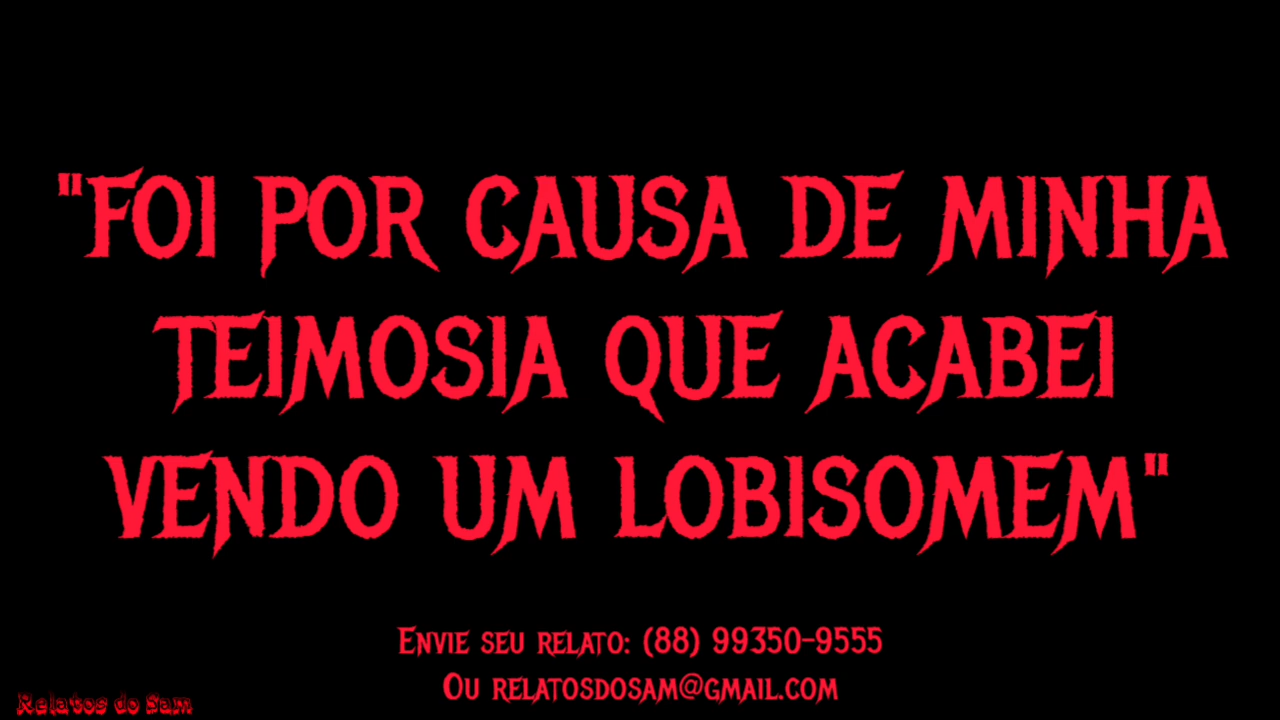 "FOI POR CAUSA DE MINHA
TEIMOSIA QUE ACABEI
VENDO UM LOBISOMEM"
ENVIE SEU RELATO: (88) 99350-9555
OU RELATOSDOSAM@GMAIL.COM
Relatos do Sam